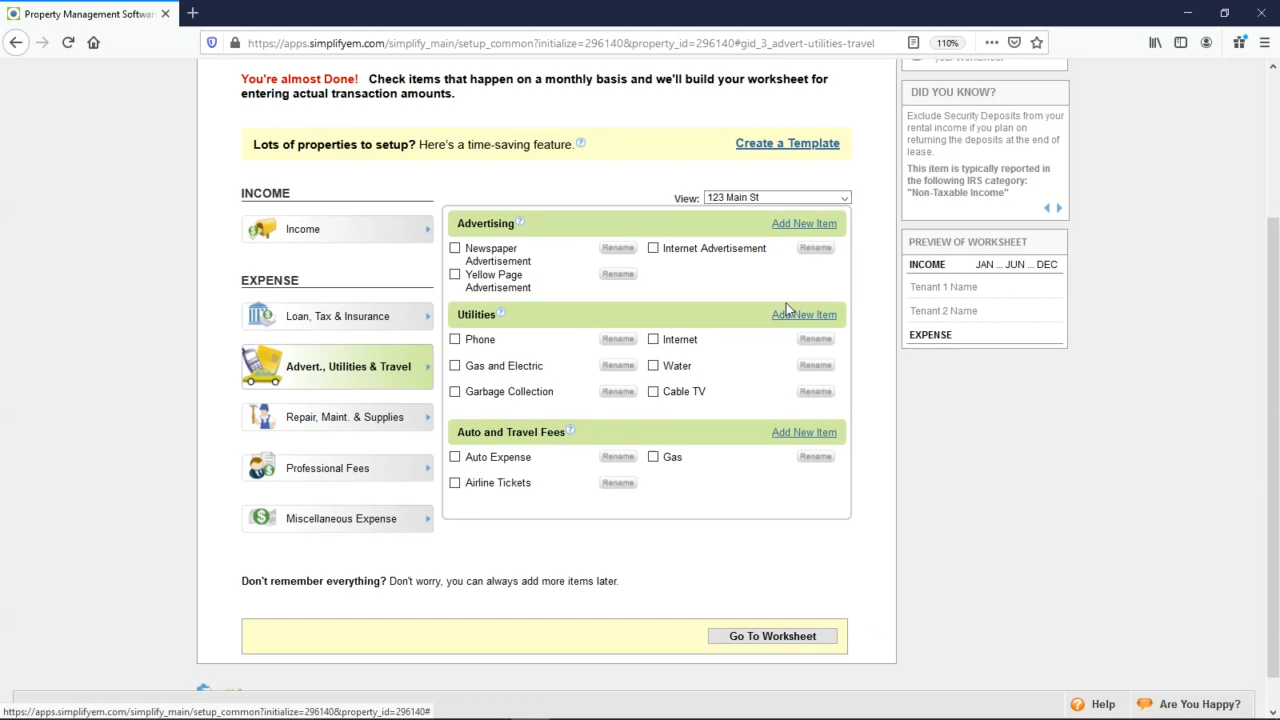 Property Management Softwar
https://apps.simplifyem.com/simplify_main/setup_common?initialize=296140&property_id=296140#gid_3_advert-utilities-travel
110%
You're almost Done! Check items that happen on a monthly basis and we'll build your worksheet for
entering actual transaction amounts.
Lots of properties to setup? Here's a time-saving feature.
Create a Template
INCOME
View: 123 Main St
Income
EXPENSE
Loan, Tax & Insurance
Advert., Utilities & Travel
Repair, Maint. & Supplies
Professional Fees
Miscellaneous Expense
Advertising Add New Item
Newspaper Rename Internet Advertisement Rename
Advertisement
Yellow Page Rename
Advertisement
Utilities Add New Item
Phone Rename Internet Rename
Gas and Electric Rename Water Rename
Garbage Collection Rename Cable TV Rename
Auto and Travel Fees Add New Item
Auto Expense Rename Gas Rename
Airline Tickets Rename
Don't remember everything? Don't worry, you can always add more items later.
Go To Worksheet
your worksheet
DID YOU KNOW?
Exclude Security Deposits from your
rental income if you plan on
returning the deposits at the end of
lease.
This item is typically reported in
the following IRS category:
"Non-Taxable Income"
PREVIEW OF WORKSHEET
INCOME JAN ... JUN ... DEC
Tenant 1 Name
Tenant 2 Name
EXPENSE
https://apps.simplifyem.com/simplify_main/setup_common?initialize=296140&property_id=296140#
Help
Are You Happy?